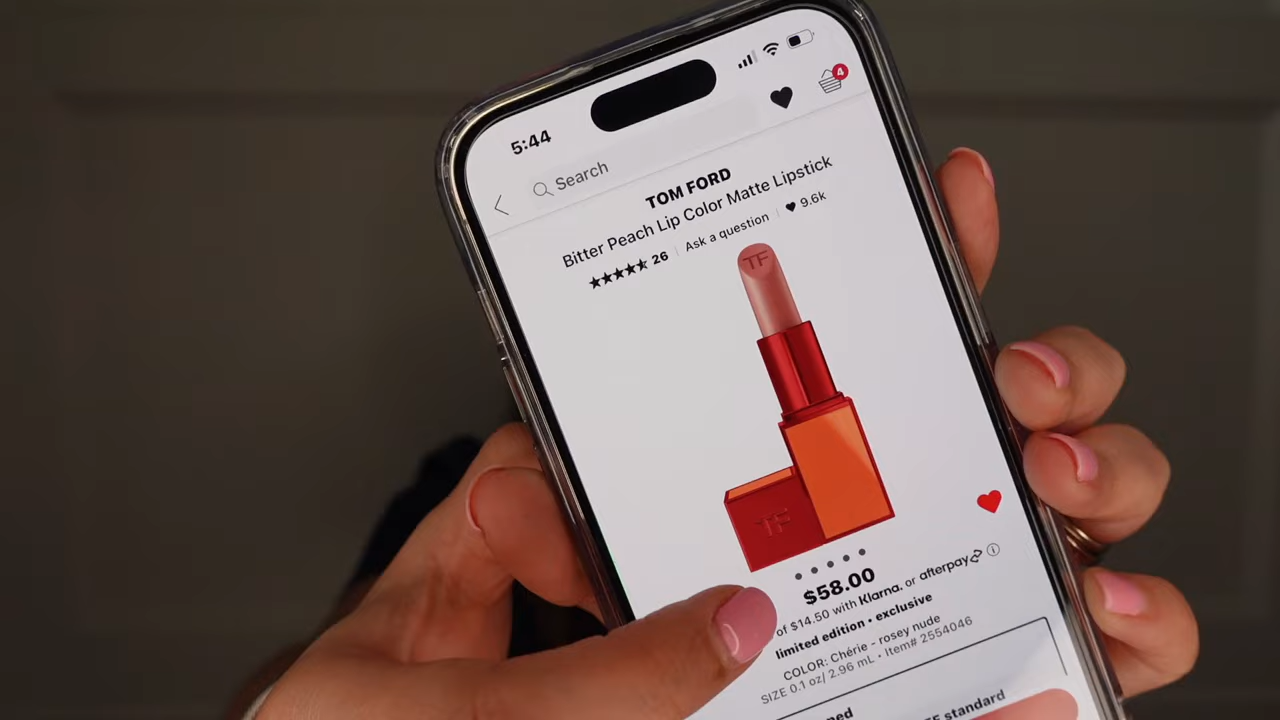 5:44
4
Search
TOM FORD
Bitter Peach Lip Color Matte Lipstick
26 | Ask a question | 9.6k
TF
TF
$58.00
of $14.50 with Klarna. or afterpay
limited edition • exclusive
COLOR: Chérie - rosey nude
SIZE 0.1 oz/ 2.96 mL • Item# 2554046
standard